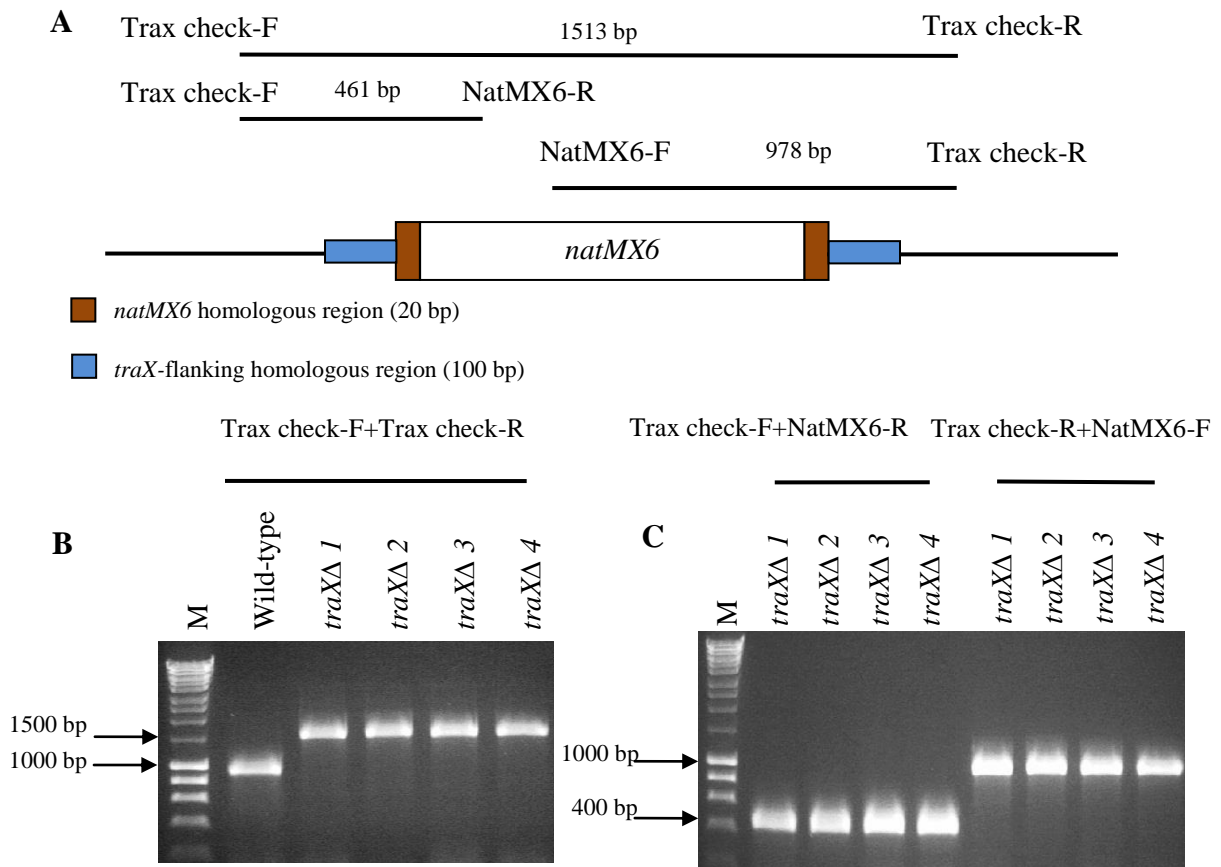 A
Trax check-F 1513 bp Trax check-R
Trax check-F 461 bp NatMX6-R
NatMX6-F 978 bp Trax check-R
natMX6
natMX6 homologous region (20 bp)
traX-flanking homologous region (100 bp)
Trax check-F+Trax check-R
B
M
Wild-type
traXΔ 1
traXΔ 2
traXΔ 3
traXΔ 4
1500 bp
1000 bp
Trax check-F+NatMX6-R Trax check-R+NatMX6-F
C
M
traXΔ 1
traXΔ 2
traXΔ 3
traXΔ 4
traXΔ 1
traXΔ 2
traXΔ 3
traXΔ 4
1000 bp
400 bp